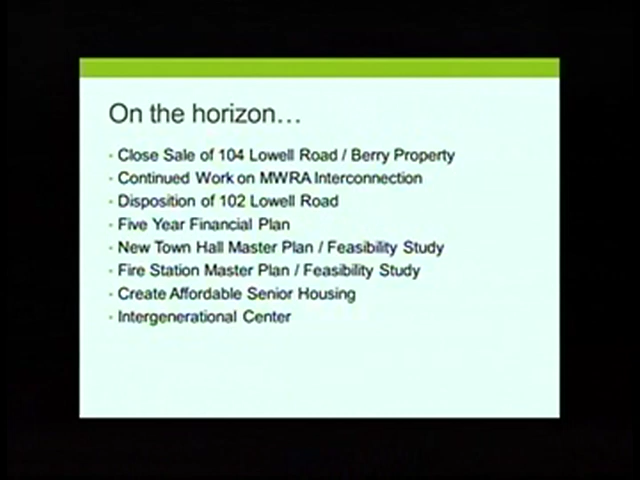 On the horizon…
Close Sale of 104 Lowell Road / Berry Property
Continued Work on MWRA Interconnection
Disposition of 102 Lowell Road
Five Year Financial Plan
New Town Hall Master Plan / Feasibility Study
Fire Station Master Plan / Feasibility Study
Create Affordable Senior Housing
Intergenerational Center